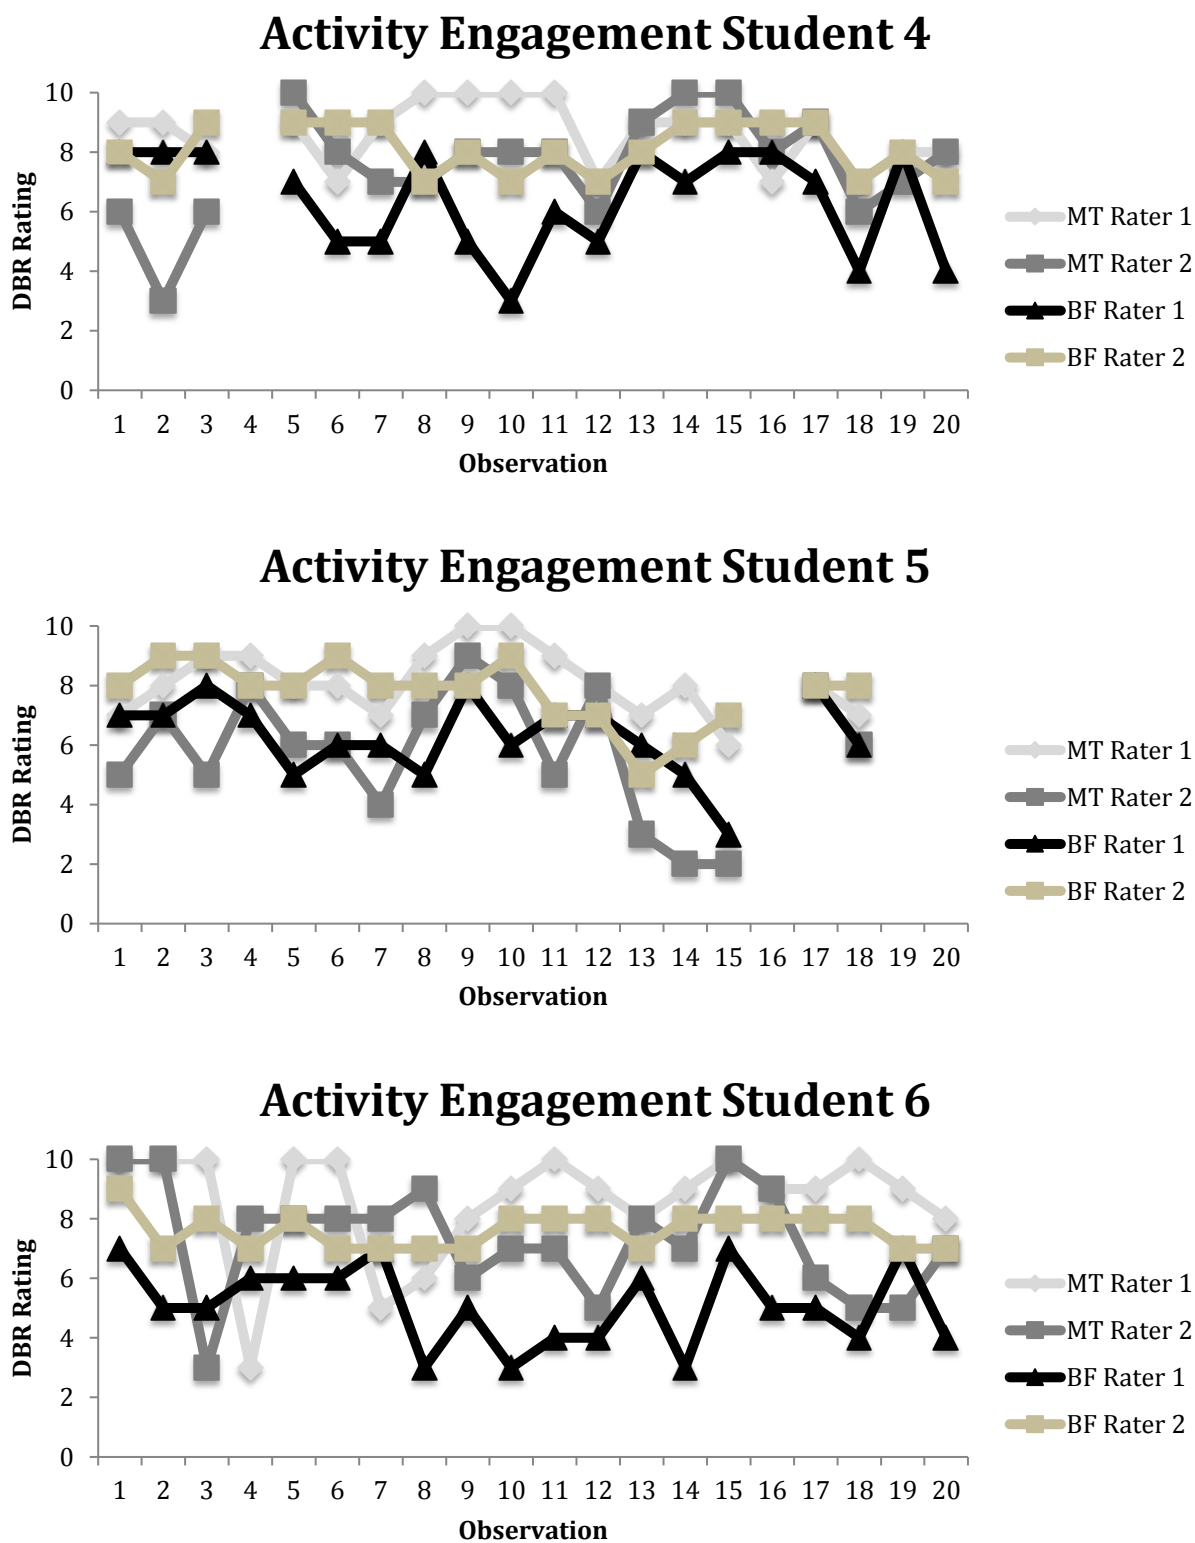 Activity Engagement Student 4
10
8
6
4
2
0
DBR Rating
1 2 3 4 5 6 7 8 9 10 11 12 13 14 15 16 17 18 19 20
Observation
MT Rater 1
MT Rater 2
BF Rater 1
BF Rater 2
Activity Engagement Student 5
10
8
6
4
2
0
DBR Rating
1 2 3 4 5 6 7 8 9 10 11 12 13 14 15 16 17 18 19 20
Observation
MT Rater 1
MT Rater 2
BF Rater 1
BF Rater 2
Activity Engagement Student 6
10
8
6
4
2
0
DBR Rating
1 2 3 4 5 6 7 8 9 10 11 12 13 14 15 16 17 18 19 20
Observation
MT Rater 1
MT Rater 2
BF Rater 1
BF Rater 2